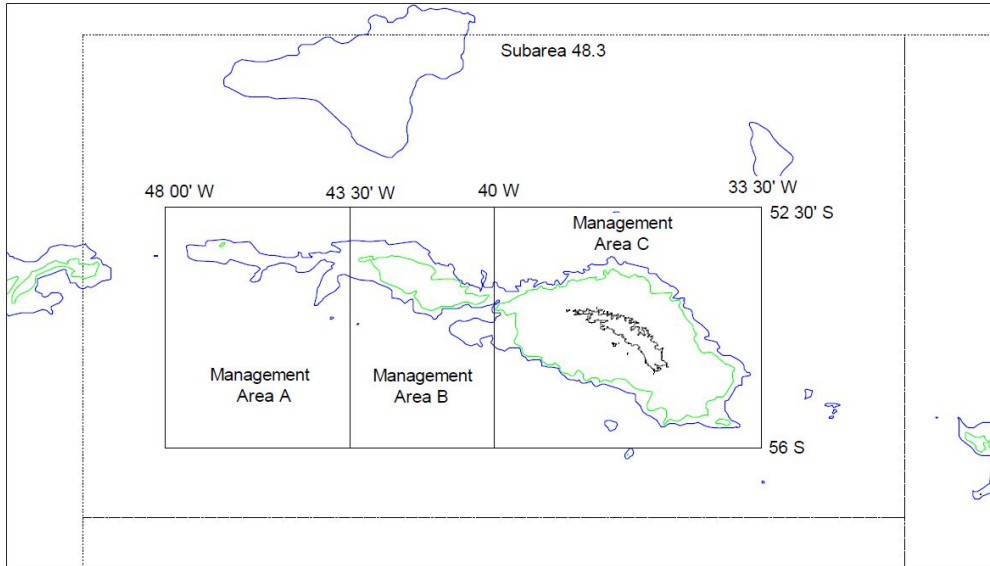 Subarea 48.3
48 00' W
43 30' W
40 W
33 30' W
52 30' S
Management
Area C
Management
Area A
Management
Area B
56 S